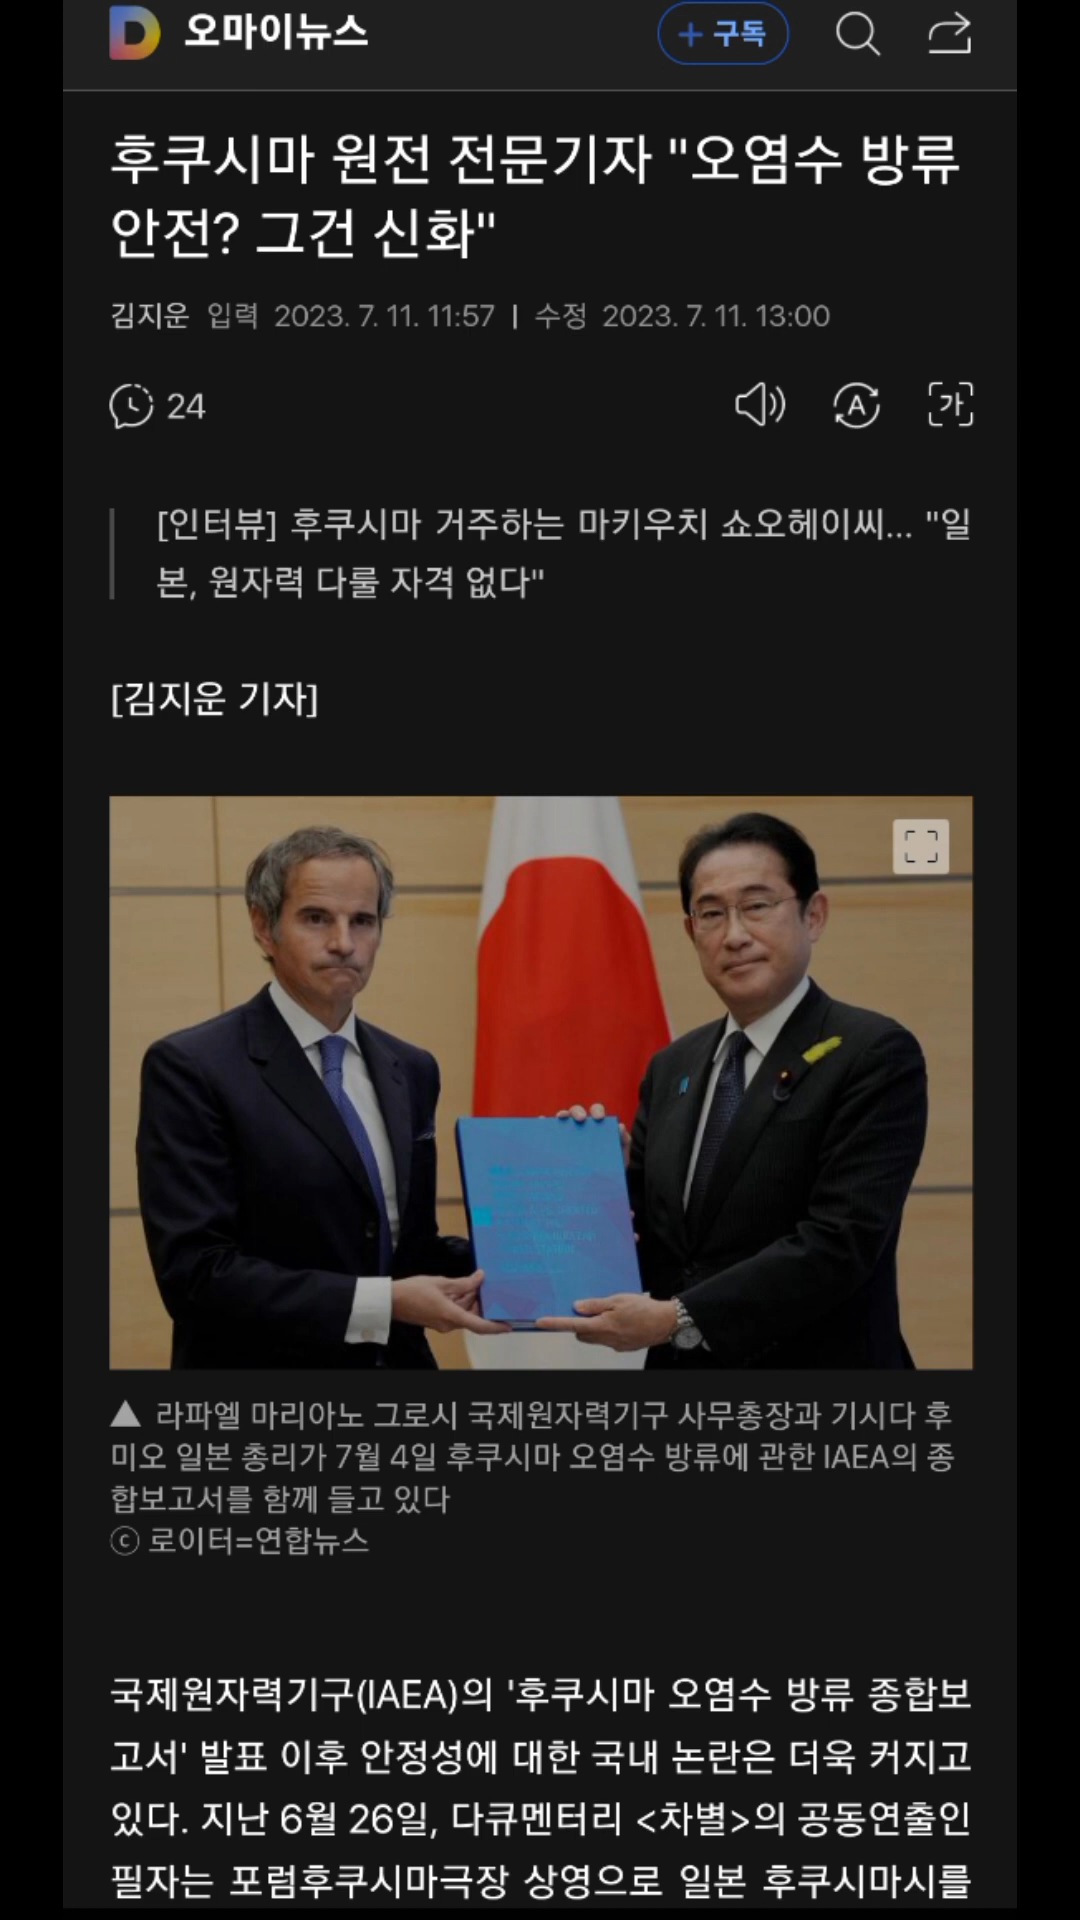 오마이뉴스
+ 구독
후쿠시마 원전 전문기자 "오염수 방류
안전? 그건 신화"
김지운 입력 2023. 7. 11. 11:57 | 수정 2023. 7. 11. 13:00
24
A
가
[인터뷰] 후쿠시마 거주하는 마키우치 쇼오헤이씨... "일
본, 원자력 다룰 자격 없다"
[김지운 기자]
▲ 라파엘 마리아노 그로시 국제원자력기구 사무총장과 기시다 후
미오 일본 총리가 7월 4일 후쿠시마 오염수 방류에 관한 IAEA의 종
합보고서를 함께 들고 있다
ⓒ 로이터=연합뉴스
국제원자력기구(IAEA)의 '후쿠시마 오염수 방류 종합보
고서' 발표 이후 안정성에 대한 국내 논란은 더욱 커지고
있다. 지난 6월 26일, 다큐멘터리 <차별>의 공동연출인
필자는 포럼후쿠시마극장 상영으로 일본 후쿠시마시를